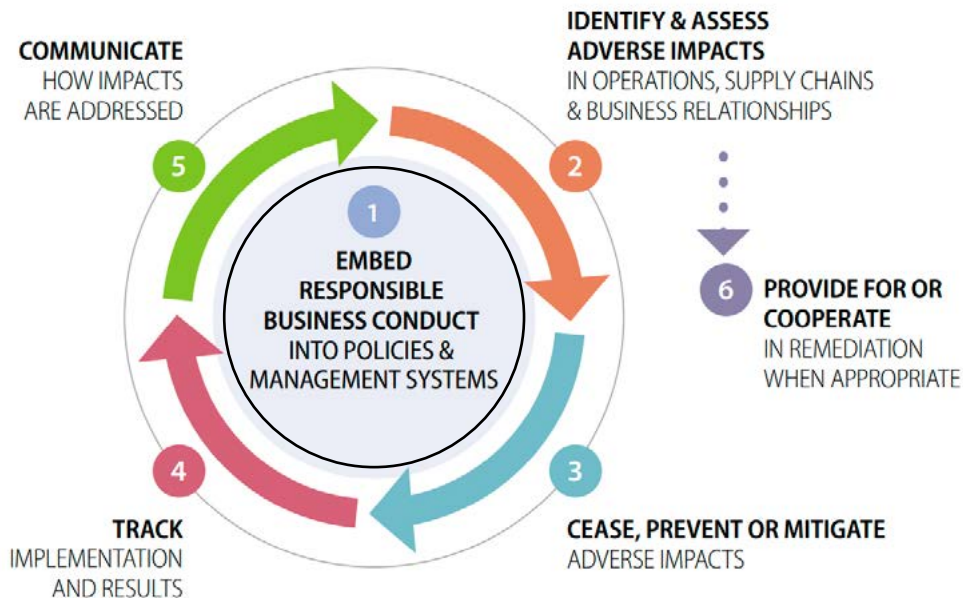 1
EMBED
RESPONSIBLE
BUSINESS CONDUCT
INTO POLICIES &
MANAGEMENT SYSTEMS
2
IDENTIFY & ASSESS
ADVERSE IMPACTS
IN OPERATIONS, SUPPLY CHAINS
& BUSINESS RELATIONSHIPS
3
CEASE, PREVENT OR MITIGATE
ADVERSE IMPACTS
4
TRACK
IMPLEMENTATION
AND RESULTS
5
COMMUNICATE
HOW IMPACTS
ARE ADDRESSED
6
PROVIDE FOR OR
COOPERATE
IN REMEDIATION
WHEN APPROPRIATE